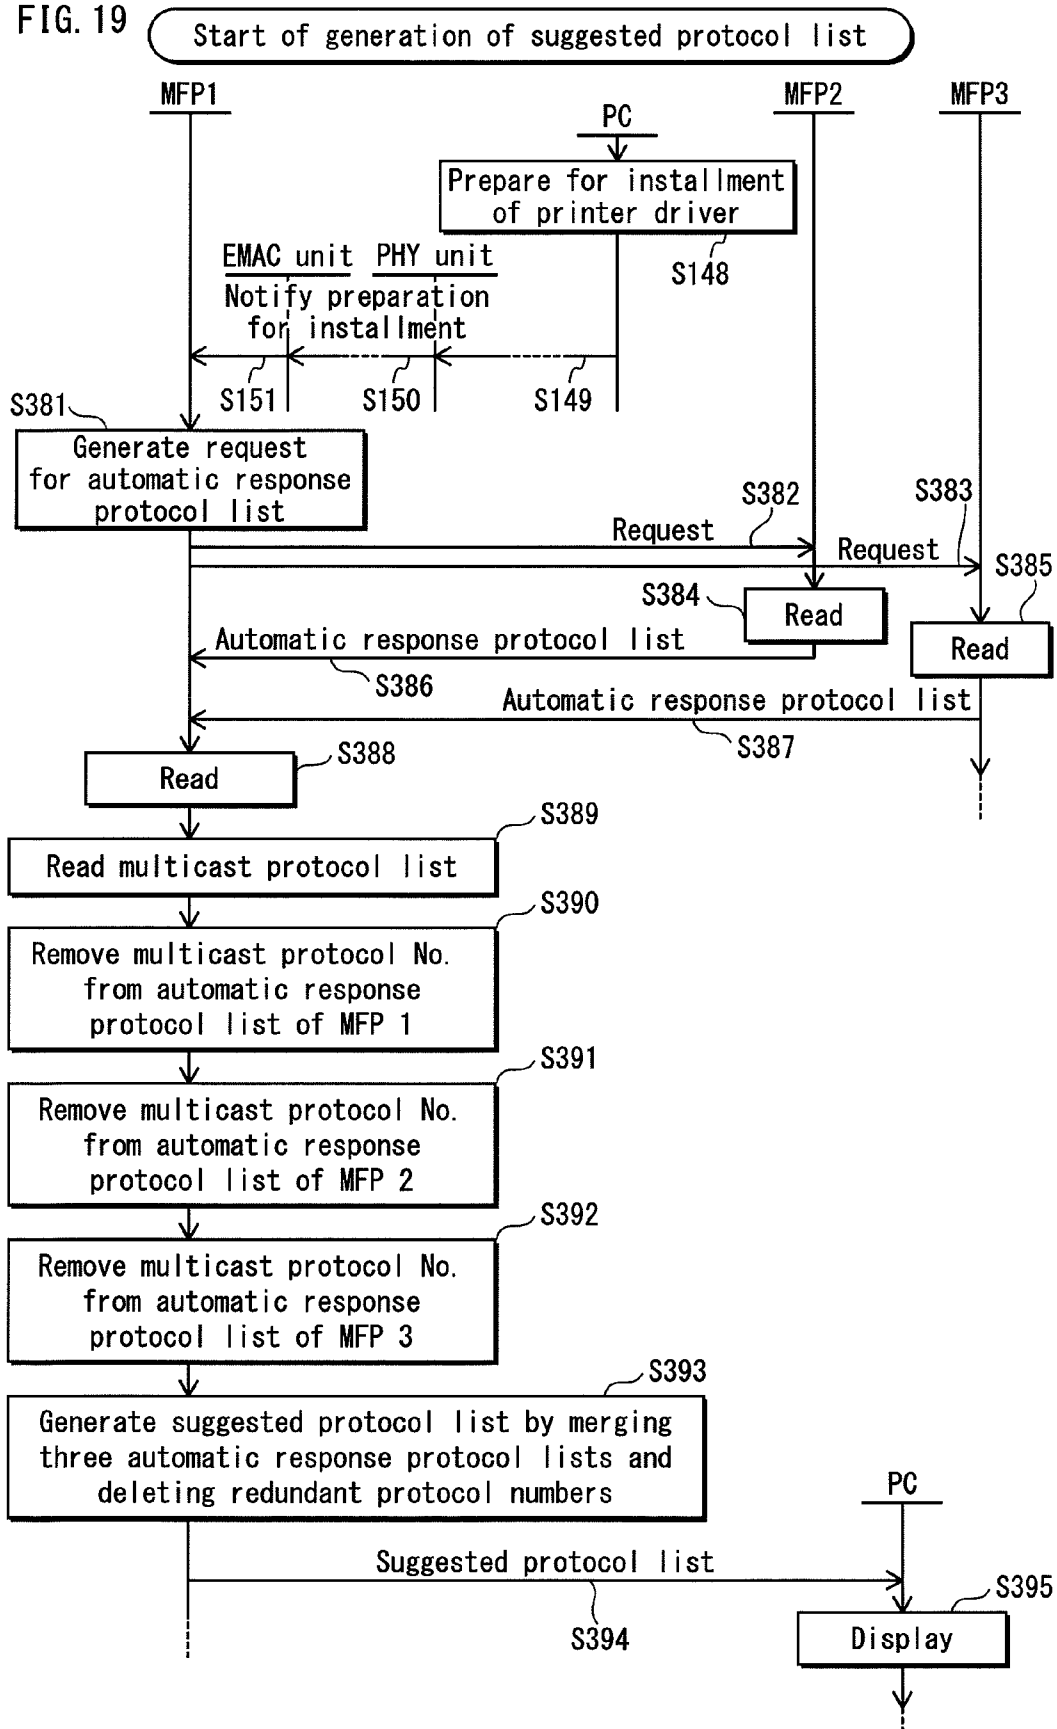 FIG. 19
Start of generation of suggested protocol list
MFP1
PC
MFP2
MFP3
Prepare for installment
of printer driver
S148
EMAC unit
PHY unit
Notify preparation
for installment
S151
S150
S149
S381
Generate request
for automatic response
protocol list
S382
S383
Request
Request
S384
S385
Read
Read
Automatic response protocol list
S386
Automatic response protocol list
S387
S388
Read
S389
Read multicast protocol list
S390
Remove multicast protocol No.
from automatic response
protocol list of MFP 1
S391
Remove multicast protocol No.
from automatic response
protocol list of MFP 2
S392
Remove multicast protocol No.
from automatic response
protocol list of MFP 3
S393
Generate suggested protocol list by merging
three automatic response protocol lists and
deleting redundant protocol numbers
PC
Suggested protocol list
S394
S395
Display